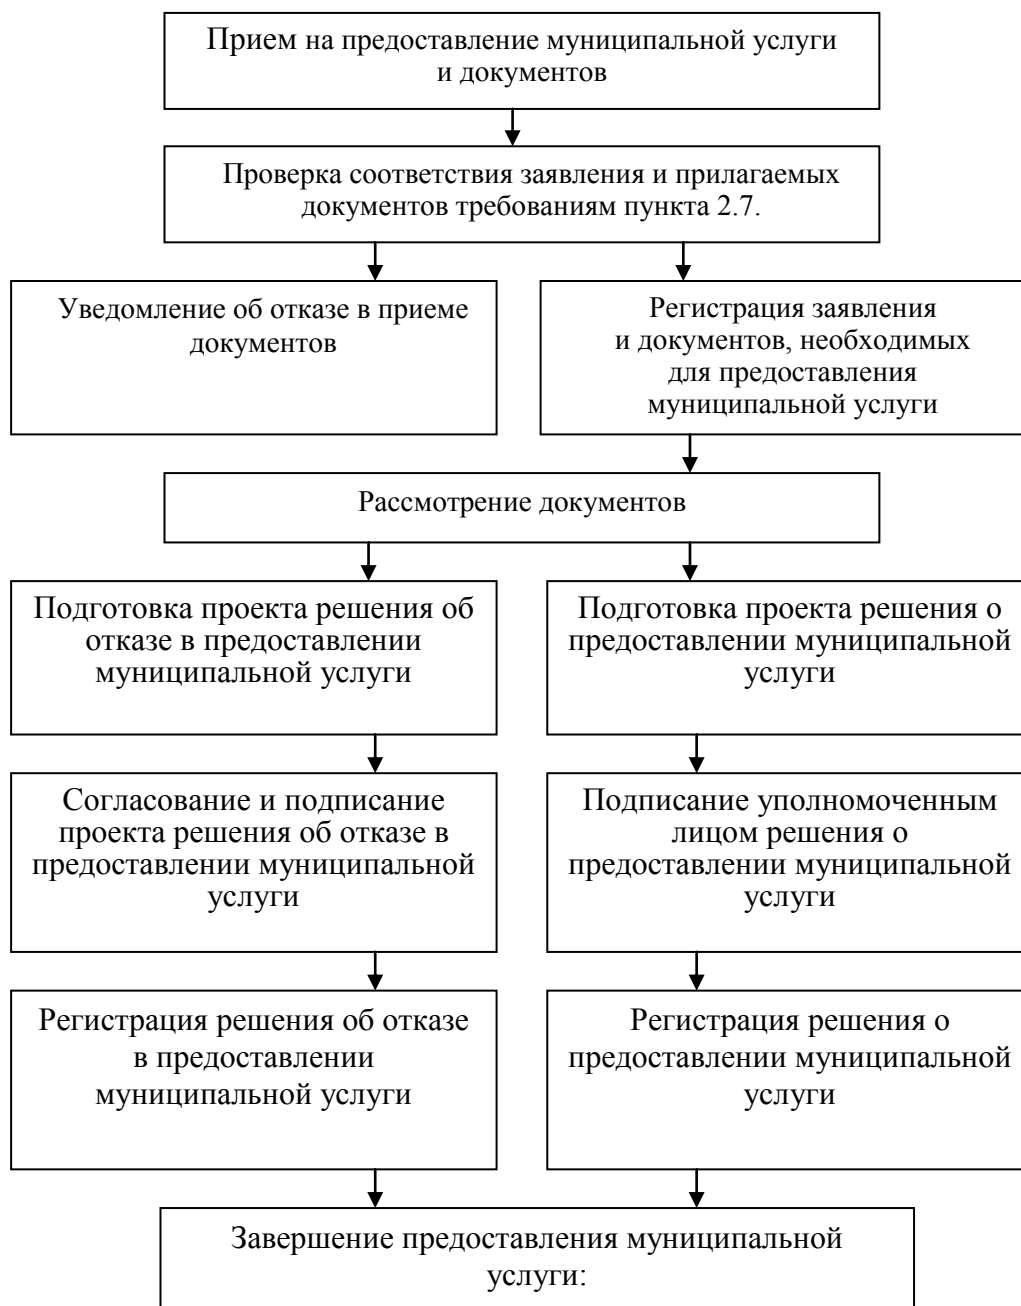 Прием на предоставление муниципальной услуги
и документов
Проверка соответствия заявления и прилагаемых
документов требованиям пункта 2.7.
Уведомление об отказе в приеме
документов
Регистрация заявления
и документов, необходимых
для предоставления
муниципальной услуги
Рассмотрение документов
Подготовка проекта решения об
отказе в предоставлении
муниципальной услуги
Подготовка проекта решения о
предоставлении муниципальной
услуги
Согласование и подписание
проекта решения об отказе в
предоставлении муниципальной
услуги
Подписание уполномоченным
лицом решения о
предоставлении муниципальной
услуги
Регистрация решения об отказе
в предоставлении
муниципальной услуги
Регистрация решения о
предоставлении муниципальной
услуги
Завершение предоставления муниципальной
услуги: